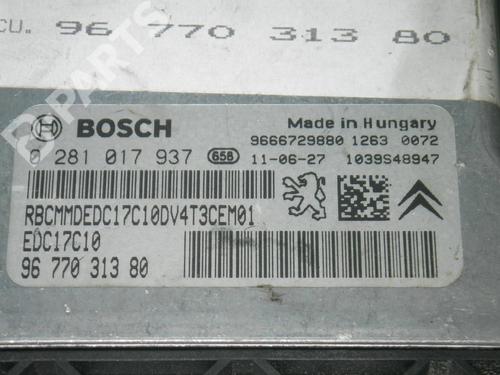 CU. 96 770 313 80
B-PARTS
BOSCH
Made in Hungary
9666729880 1263 0072
0 281 017 937 658 11-06-27 1039S48947
RBCMMDEDC17C10DV4T3CEM01
EDC17C10
96 770 313 80